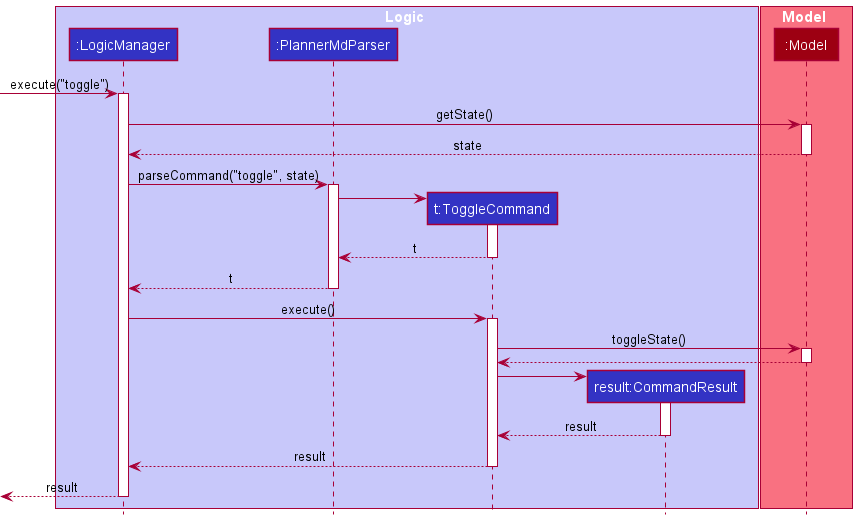 Logic
Model
:LogicManager
:PlannerMdParser
:Model
execute("toggle")
getState()
state
parseCommand("toggle", state)
t:ToggleCommand
t
t
execute()
toggleState()
result:CommandResult
result
result
result